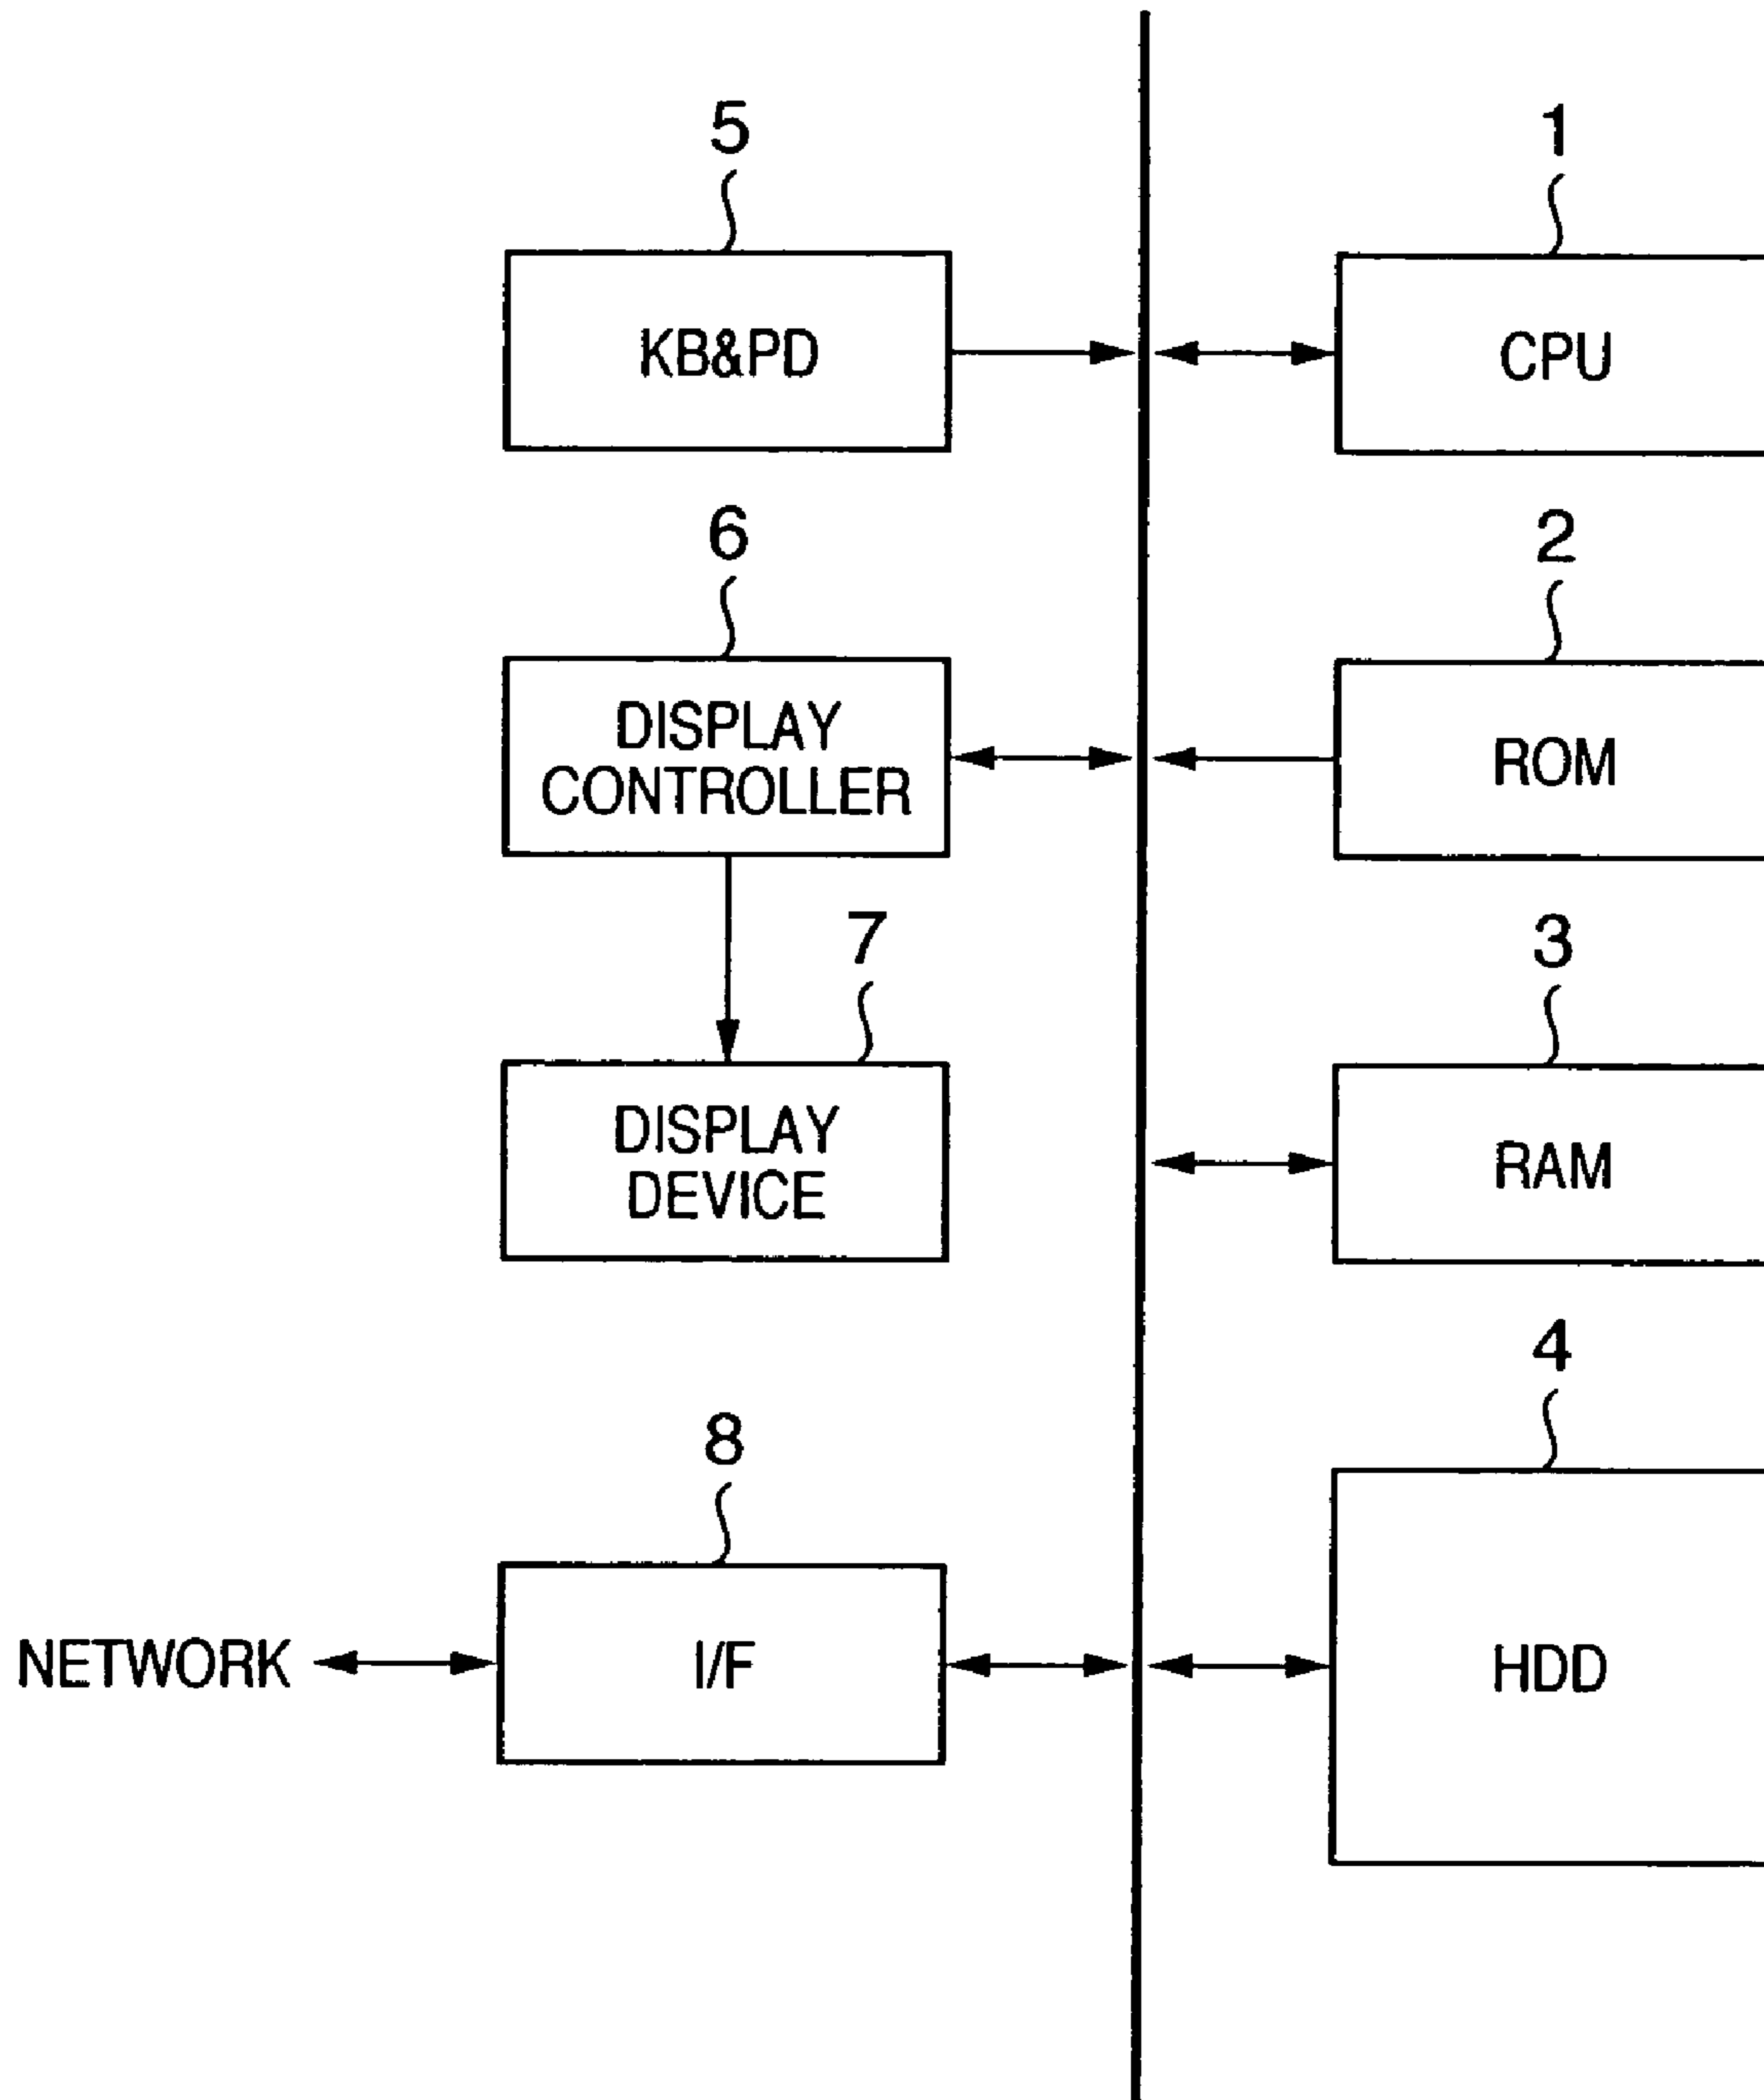 5
KB&PD
1
CPU
6
DISPLAY
CONTROLLER
2
ROM
7
DISPLAY
DEVICE
3
RAM
8
NETWORK
I/F
4
HDD